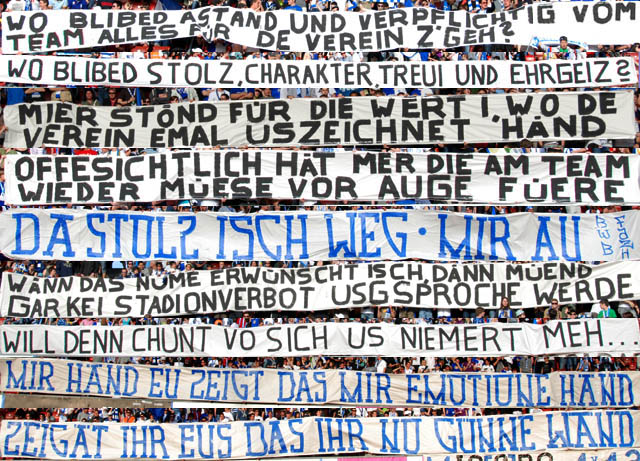 WO BLIBED ASTAND UND VERPFLICHTIG VOM
TEAM ALLES FÜR DE VEREIN Z'GEH?
WO BLIBED STOLZ, CHARAKTER, TREUI UND EHRGEIZ?
MIER STÖND FÜR DIE WERT I, WO DE
VEREIN EMAL USZEICHNET HÄND
OFFESICHTLICH HÄT MER DIE AM TEAM
WIEDER MÜESE VOR AUGE FÜERE
DA STOLZ ISCH WEG · MIR AU
WÄNN DAS NÜME ERWÜNSCHT ISCH, DÄNN MÜEND
GAR KEI STADIONVERBOT USGSPROCHE WERDE
WILL DENN CHUNT VO SICH US NIEMERT MEH...
MIR HÄND EU ZEIGT DAS MIR EMOTIONE HÄND
ZEIGAT IHR EUS DAS IHR NO GÜNNE WÄND